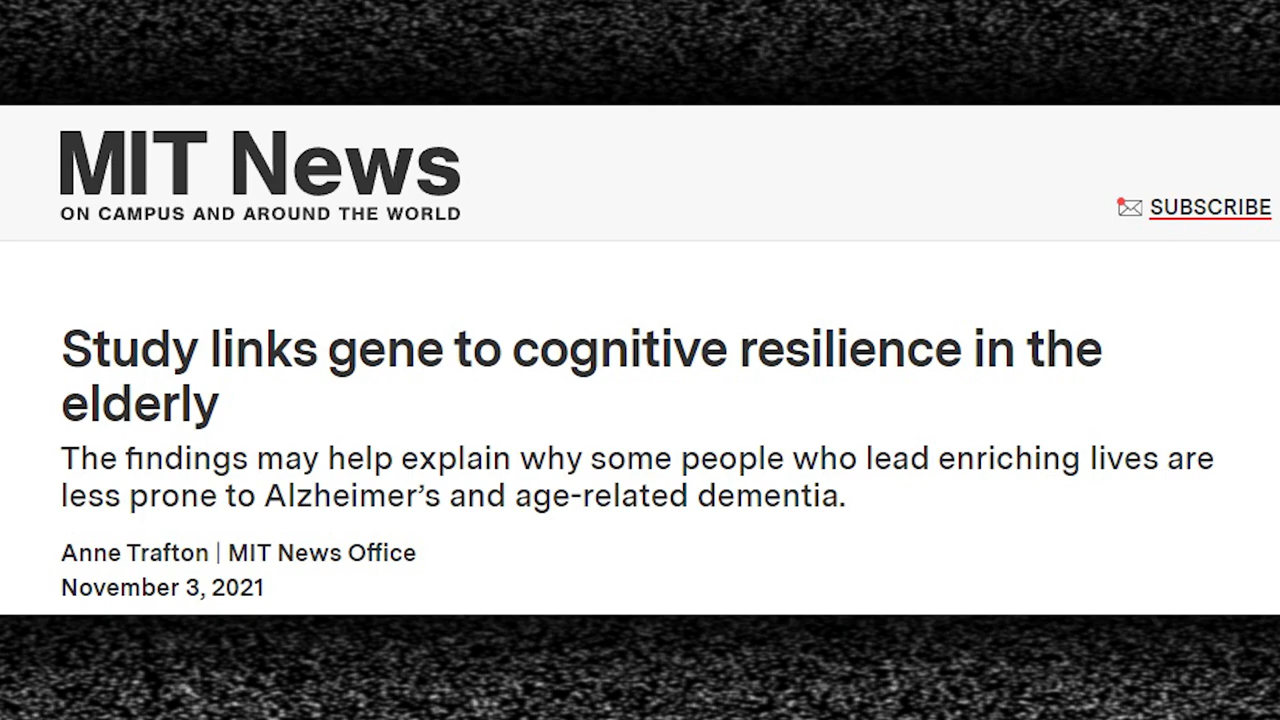 MIT News
ON CAMPUS AND AROUND THE WORLD
SUBSCRIBE
Study links gene to cognitive resilience in the
elderly
The findings may help explain why some people who lead enriching lives are
less prone to Alzheimer’s and age-related dementia.
Anne Trafton | MIT News Office
November 3, 2021